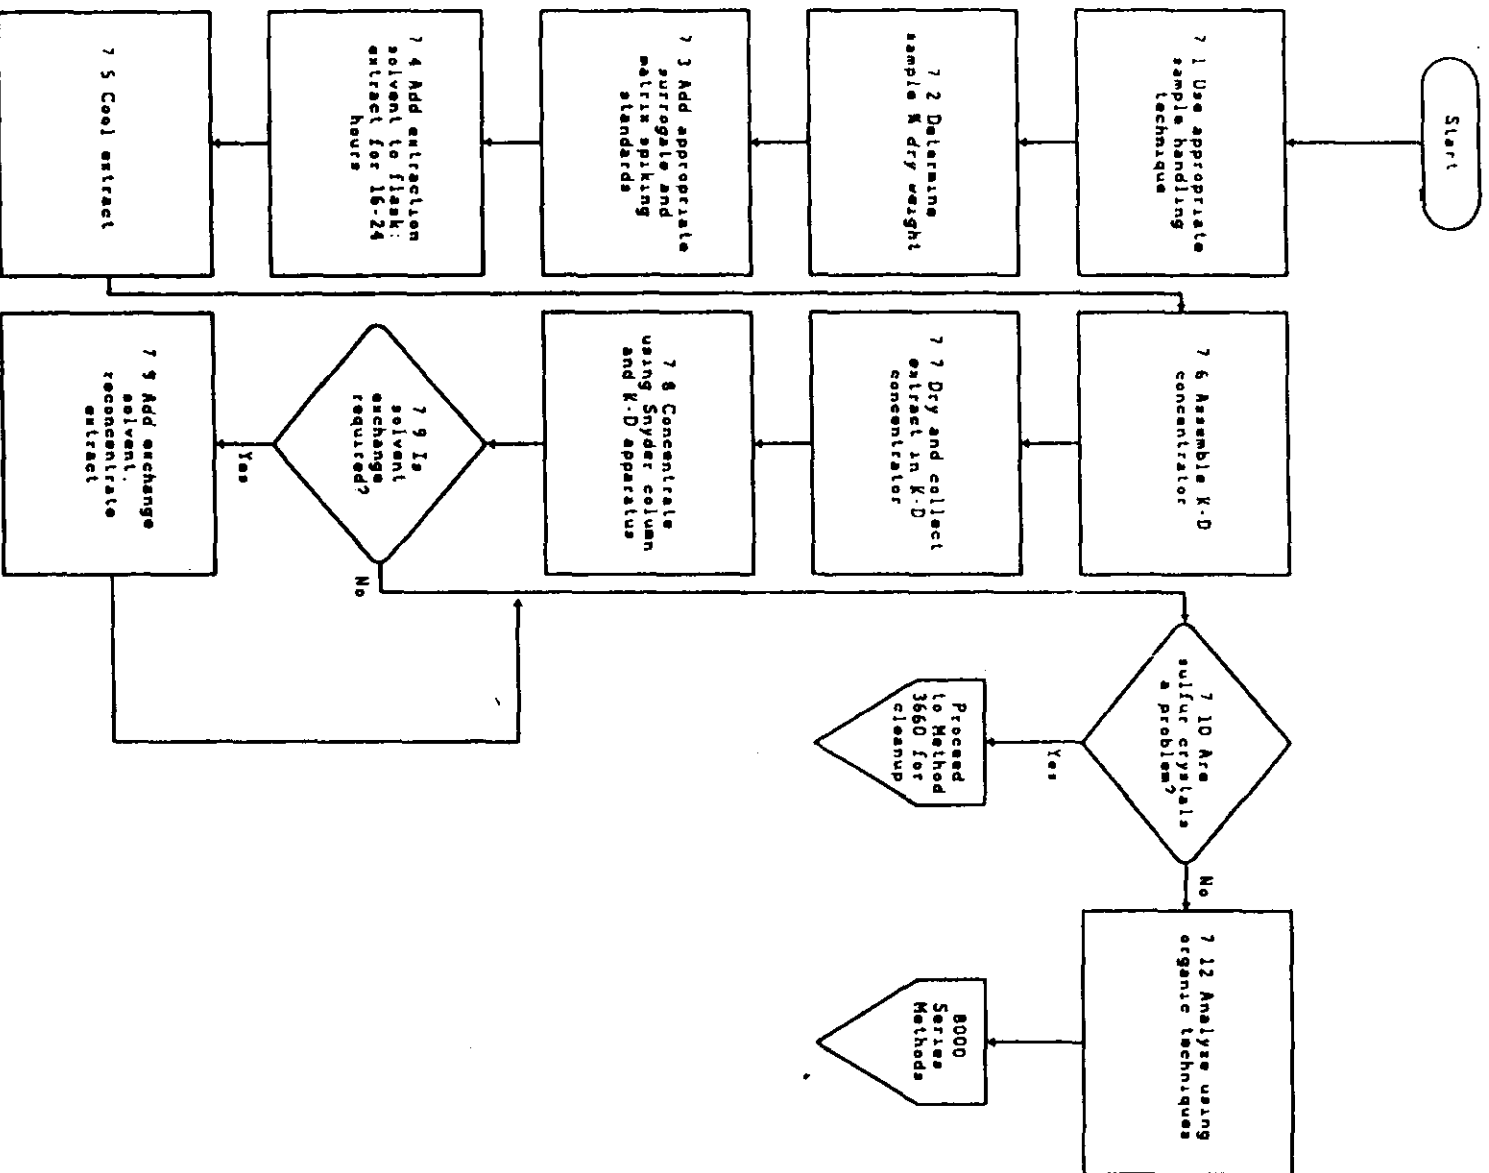 Start
7 1 Use appropriate
sample handling
technique
7 2 Determine
sample % dry weight
7 3 Add appropriate
surrogate and
matrix spiking
standards
7 4 Add extraction
solvent to flask;
extract for 16-24
hours
7 5 Cool extract
7 6 Assemble K-D
concentrator
7 7 Dry and collect
extract in K-D
concentrator
7 8 Concentrate
using Snyder column
and K-D apparatus
7 9 Is
solvent
exchange
required?
Yes
No
7 9 Add exchange
solvent,
reconcentrate
extract
7 10 Are
sulfur crystals
a problem?
Yes
No
Proceed
to Method
3660 for
cleanup
7 12 Analyze using
organic techniques
8000
Series
Methods